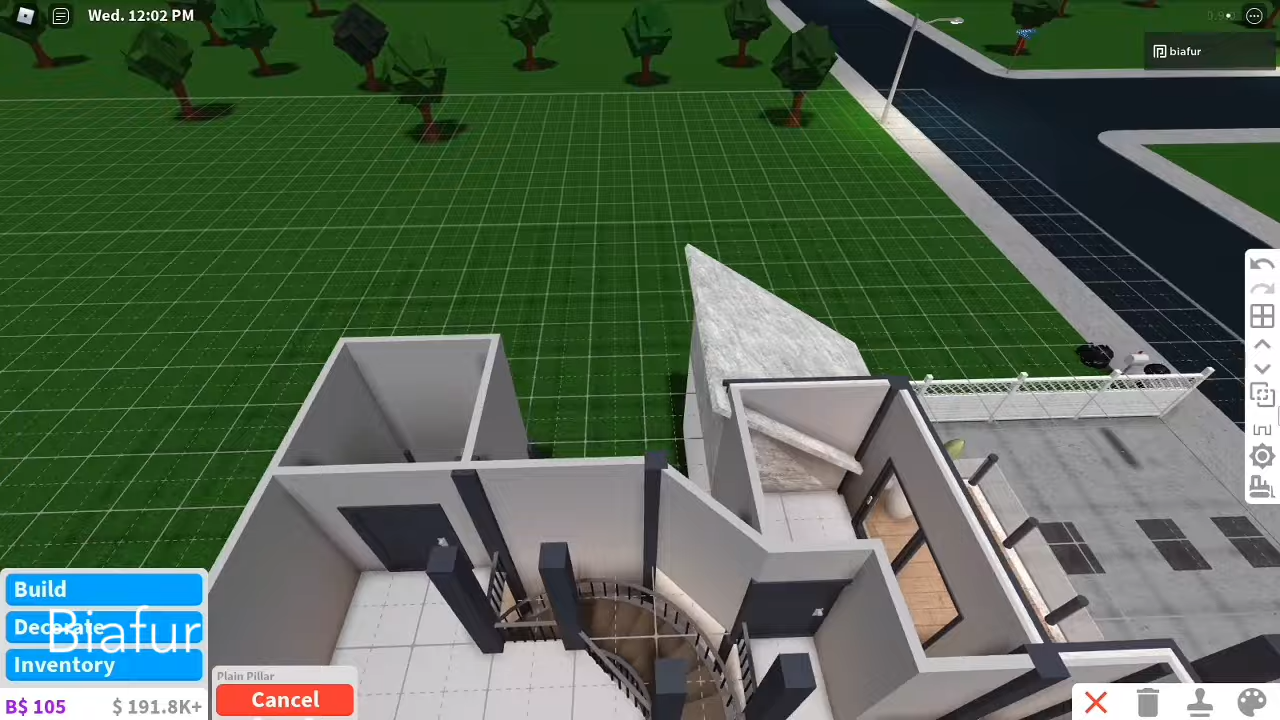 Wed. 12:02 PM
biafur
Build
Decorate
Biafur
Inventory
B$ 105
$ 191.8K+
Plain Pillar
Cancel